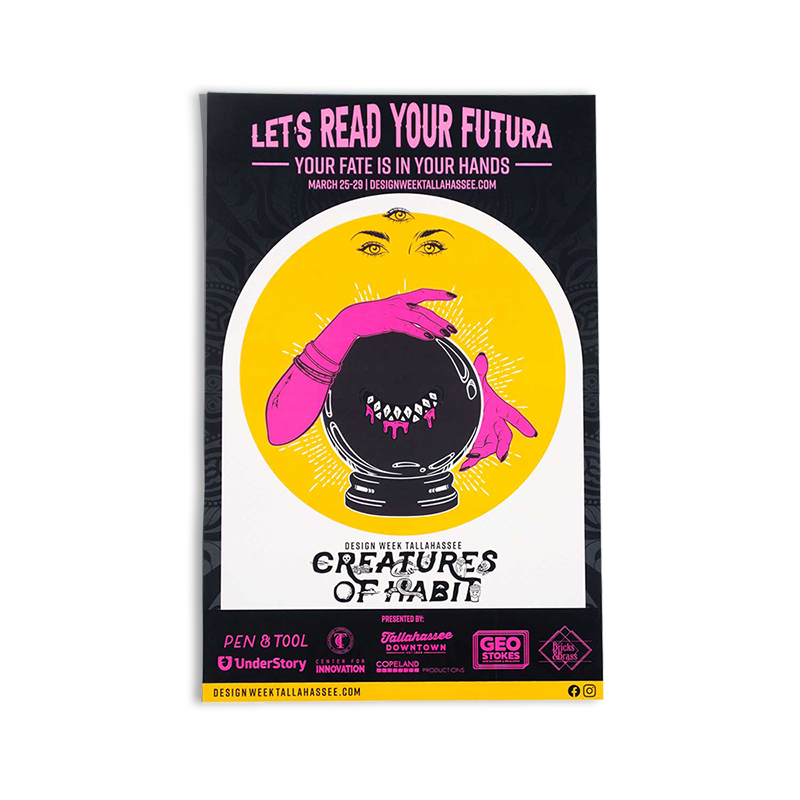 LET'S READ YOUR FUTURA
YOUR FATE IS IN YOUR HANDS
MARCH 25-29 | DESIGNWEEKTALLAHASSEE.COM
DESIGN WEEK TALLAHASSEE
CREATURES
OF HABIT
PRESENTED BY:
PEN & TOOL
UNDERSTORY
CENTER FOR
INNOVATION
Tallahassee
DOWNTOWN
COPELAND PRODUCTIONS
GEO
STOKES
Bricks
&Brass
DESIGNWEEKTALLAHASSEE.COM